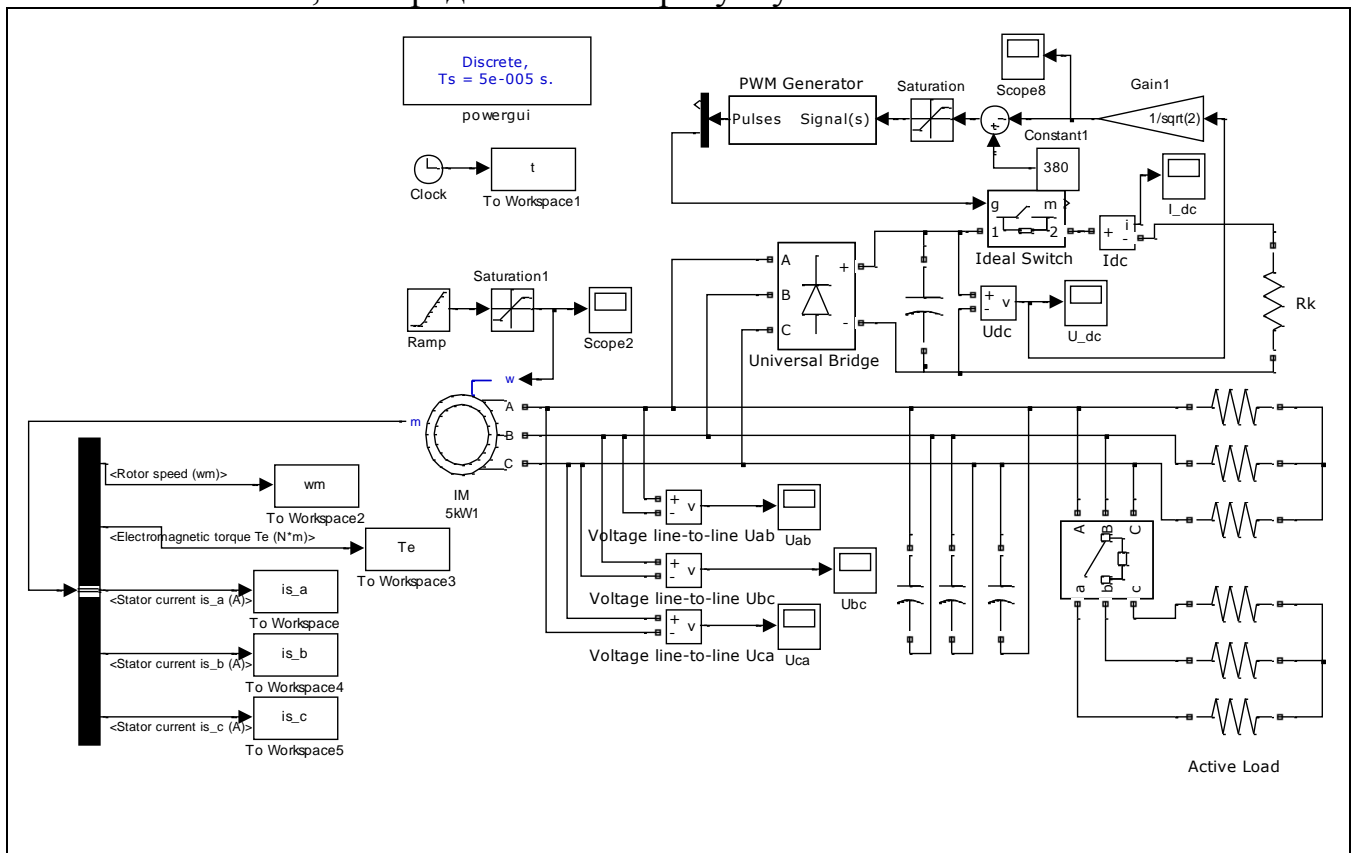 Discrete,
Ts = 5e-005 s.
powergui
Clock
t
To Workspace1
PWM Generator
Pulses Signal(s)
Saturation
Scope8
Gain1
1/sqrt(2)
+
-
Constant1
380
g m
1 2
Ideal Switch
+ i
-
Idc
I_dc
A
B
C
+
-
Universal Bridge
+
- v
Udc
U_dc
Rk
Saturation1
Ramp
Scope2
w
m
A
B
C
IM
5kW1
<Rotor speed (wm)>
wm
To Workspace2
<Electromagnetic torque Te (N*m)>
Te
To Workspace3
<Stator current is_a (A)>
is_a
To Workspace
<Stator current is_b (A)>
is_b
To Workspace4
<Stator current is_c (A)>
is_c
To Workspace5
+
- v
Voltage line-to-line Uab
Uab
+
- v
Voltage line-to-line Ubc
Ubc
+
- v
Voltage line-to-line Uca
Uca
A B C
a b c
Active Load